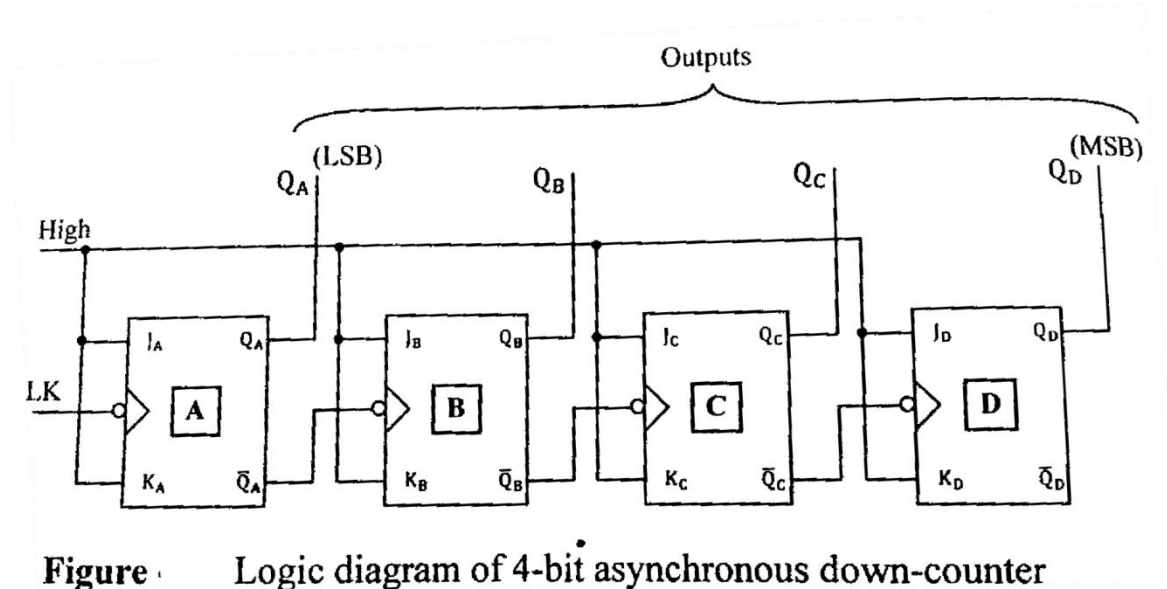 Outputs
(LSB)
(MSB)
QA
QB
QC
QD
High
JA
QA
JB
QB
JC
QC
JD
QD
LK
A
B
C
D
KA
Q̅A
KB
Q̅B
KC
Q̅C
KD
Q̅D
Figure Logic diagram of 4-bit asynchronous down-counter